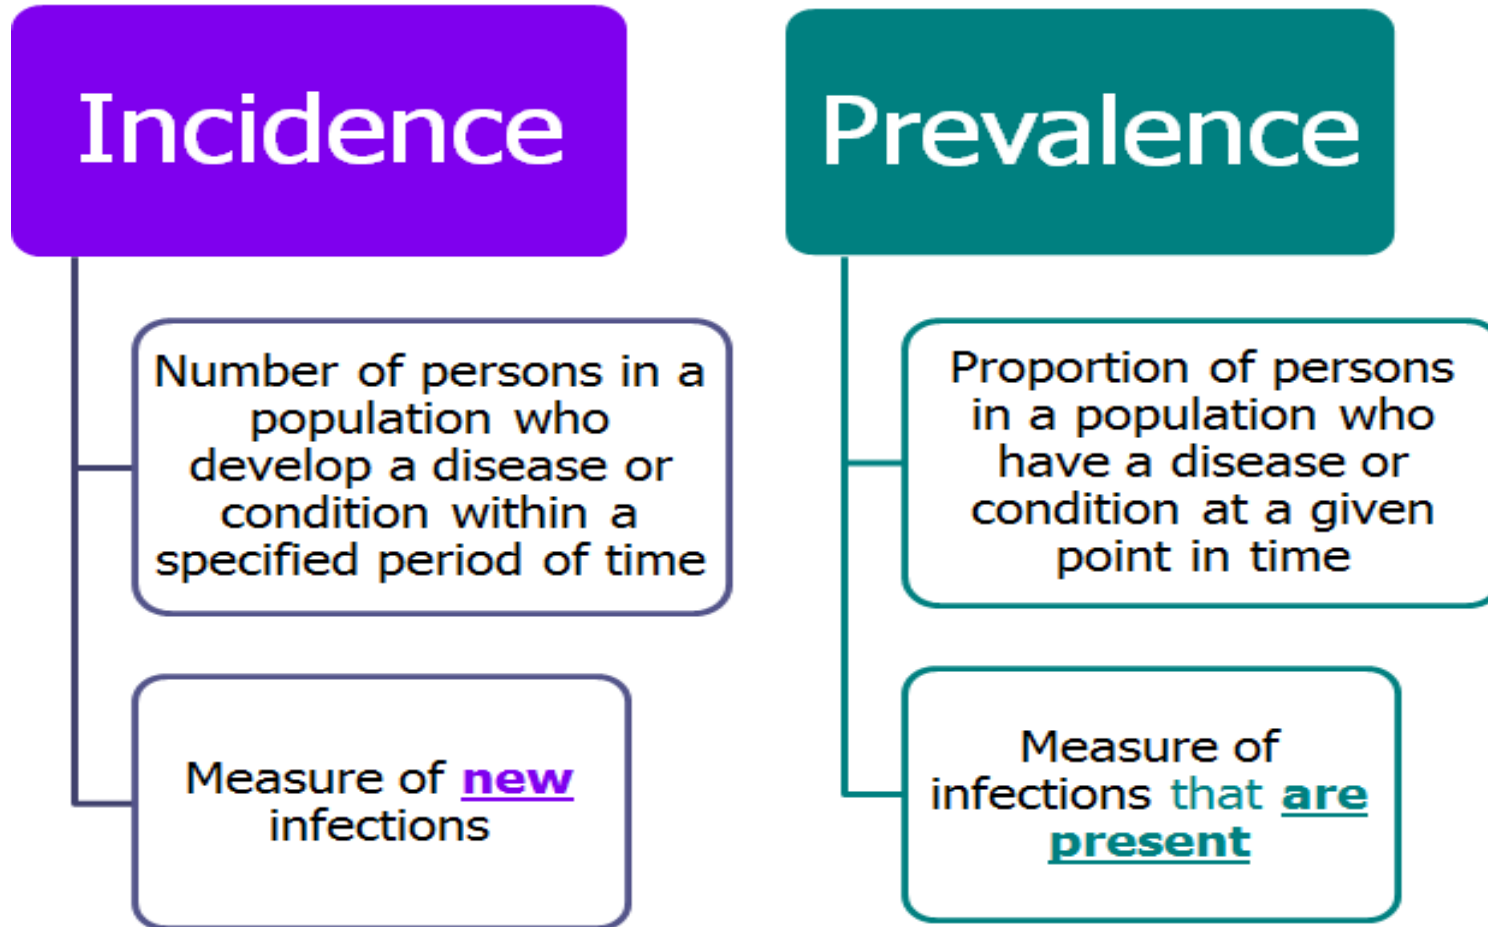 Incidence
Number of persons in a
population who
develop a disease or
condition within a
specified period of time
Measure of new
infections
Prevalence
Proportion of persons
in a population who
have a disease or
condition at a given
point in time
Measure of
infections that are
present